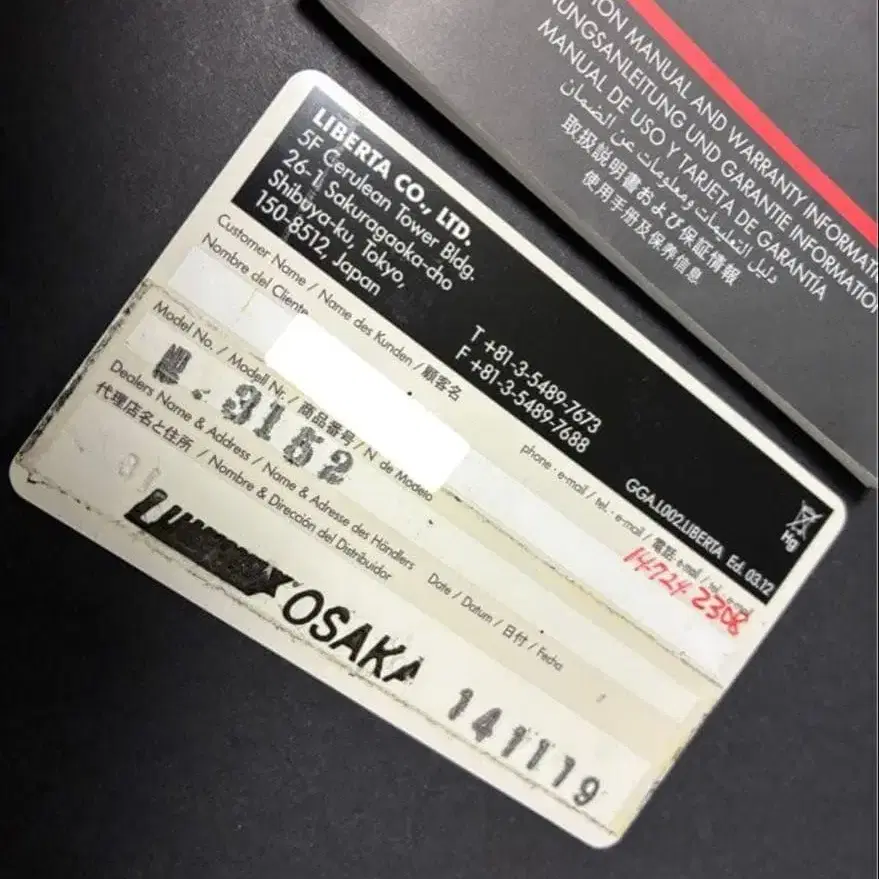 ION MANUAL AND WARRANTY INFORMATI
NUNGSANLEITUNG UND GARANTIE INFORMATIO
MANUAL DE USO Y TARJETA DE GARANTÍA
دليل التعليمات ومعلومات عن الضمان
取扱説明書および保証情報
使用手册及保养信息
LIBERTA CO., LTD.
5F Cerulean Tower Bldg.
26-1 Sakuragaoka-cho
Shibuya-ku, Tokyo,
150-8512, Japan
T +81-3-5489-7673
F +81-3-5489-7688
GGA.L002.LIBERTA Ed. 03.12
Hg
Customer Name / Name des Kunden / 顧客名
Nombre del Cliente
phone - e-mail / tel. - e-mail / 電話 - e-mail / tel. e-mail
14724 2308
Model No. / Modell Nr. / 商品番号 / N de Modelo
3152
Dealers Name & Address / Name & Adresse des Händlers
代理店名と住所 / Nombre & Dirección del Distribuidor
OSAKA
Date / Datum / 日付 / Fecha
141119